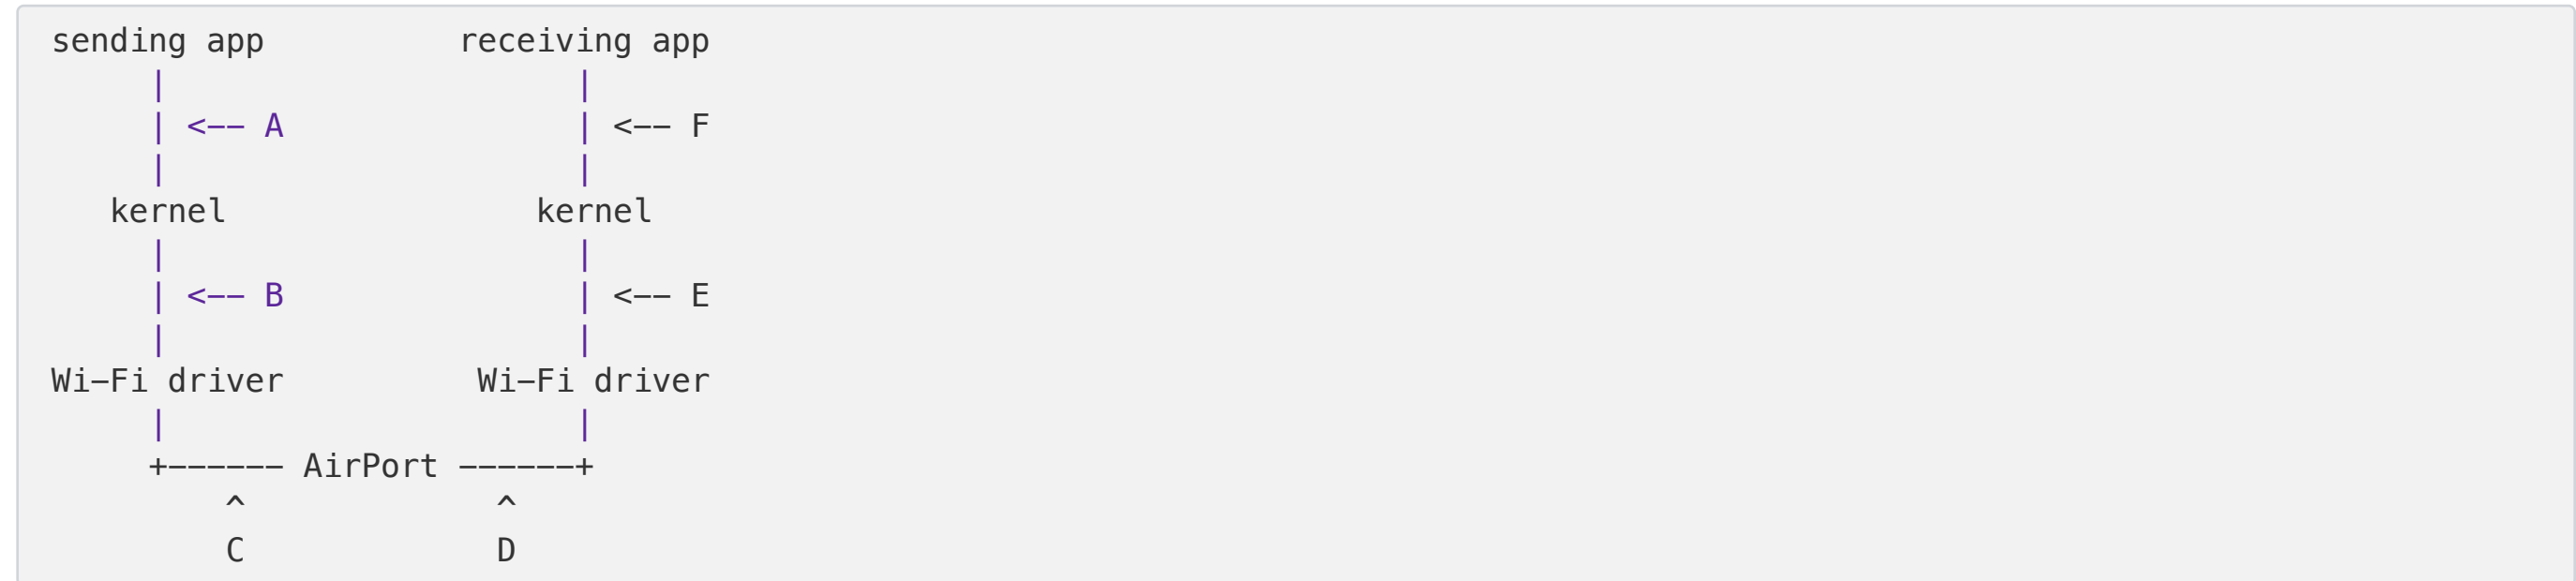 sending app          receiving app
           |                     |
           | <-- A               | <-- F
           |                     |
   kernel                kernel
           |                     |
           | <-- B               | <-- E
           |                     |
Wi-Fi driver          Wi-Fi driver
           |                     |
     +------ AirPort ------+
         ^             ^
         C             D